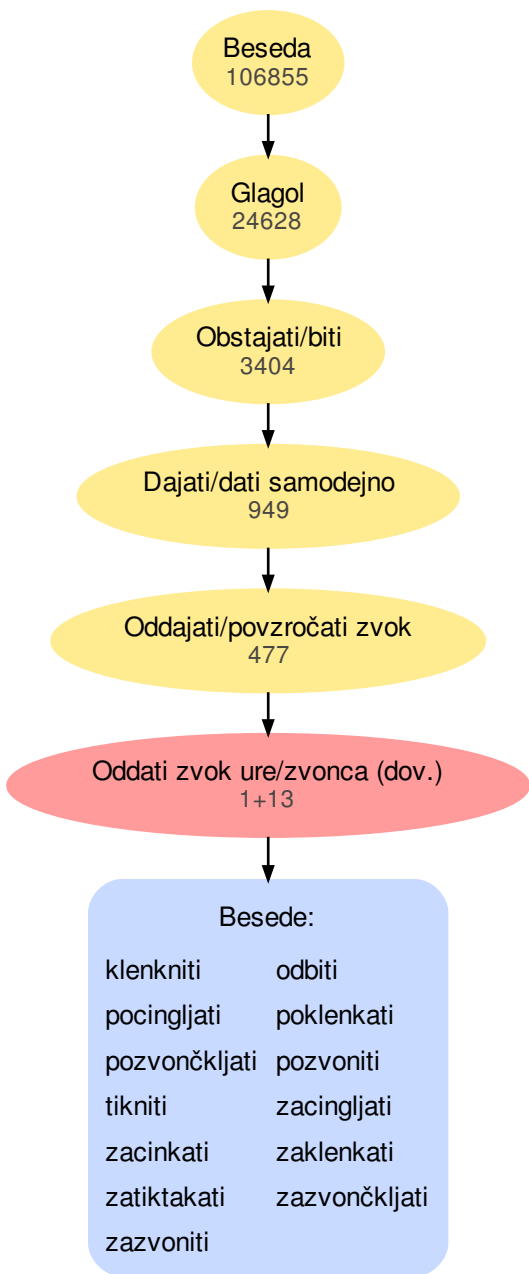 Beseda
106855
Glagol
24628
Obstajati/biti
3404
Dajati/dati samodejno
949
Oddajati/povzročati zvok
477
Oddati zvok ure/zvonca (dov.)
1+13
Besede:
klenkniti odbiti
pocingljati poklenkati
pozvončkljati pozvoniti
tikniti zacingljati
zacinkati zaklenkati
zatiktakati zazvončkljati
zazvoniti